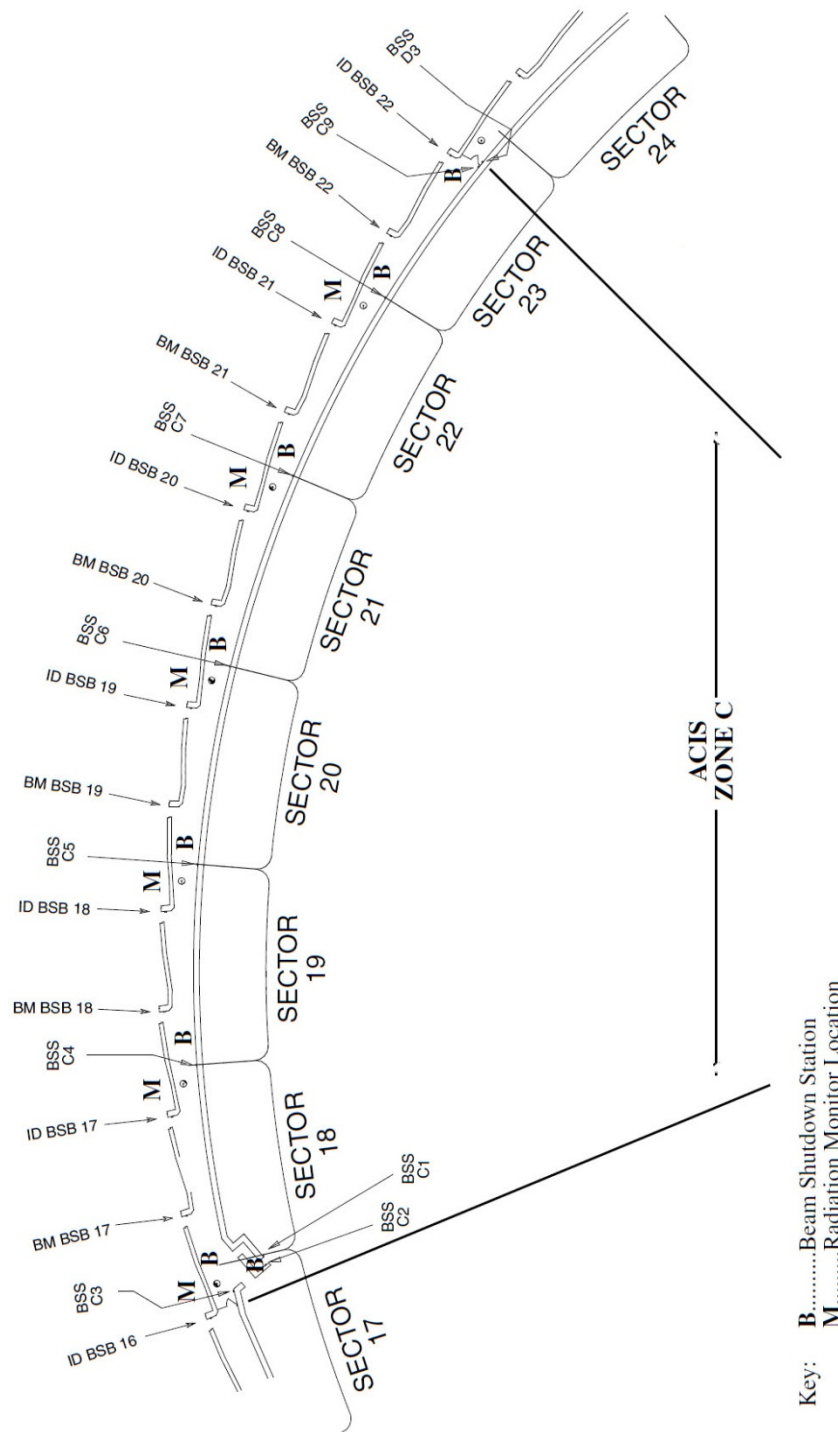 ID BSB 16
BSS
C3
M
B
B
BSS
C1
BSS
C2
SECTOR
17
BM BSB 17
ID BSB 17
M
B
BSS
C4
SECTOR
18
BM BSB 18
ID BSB 18
M
B
BSS
C5
SECTOR
19
BM BSB 19
ID BSB 19
M
B
BSS
C6
SECTOR
20
BM BSB 20
ID BSB 20
M
B
BSS
C7
SECTOR
21
BM BSB 21
ID BSB 21
M
B
BSS
C8
SECTOR
22
BM BSB 22
ID BSB 22
B
BSS
C9
BSS
D3
SECTOR
23
SECTOR
24
ACIS
ZONE C
Key: B..........Beam Shutdown Station
M.........Radiation Monitor Location